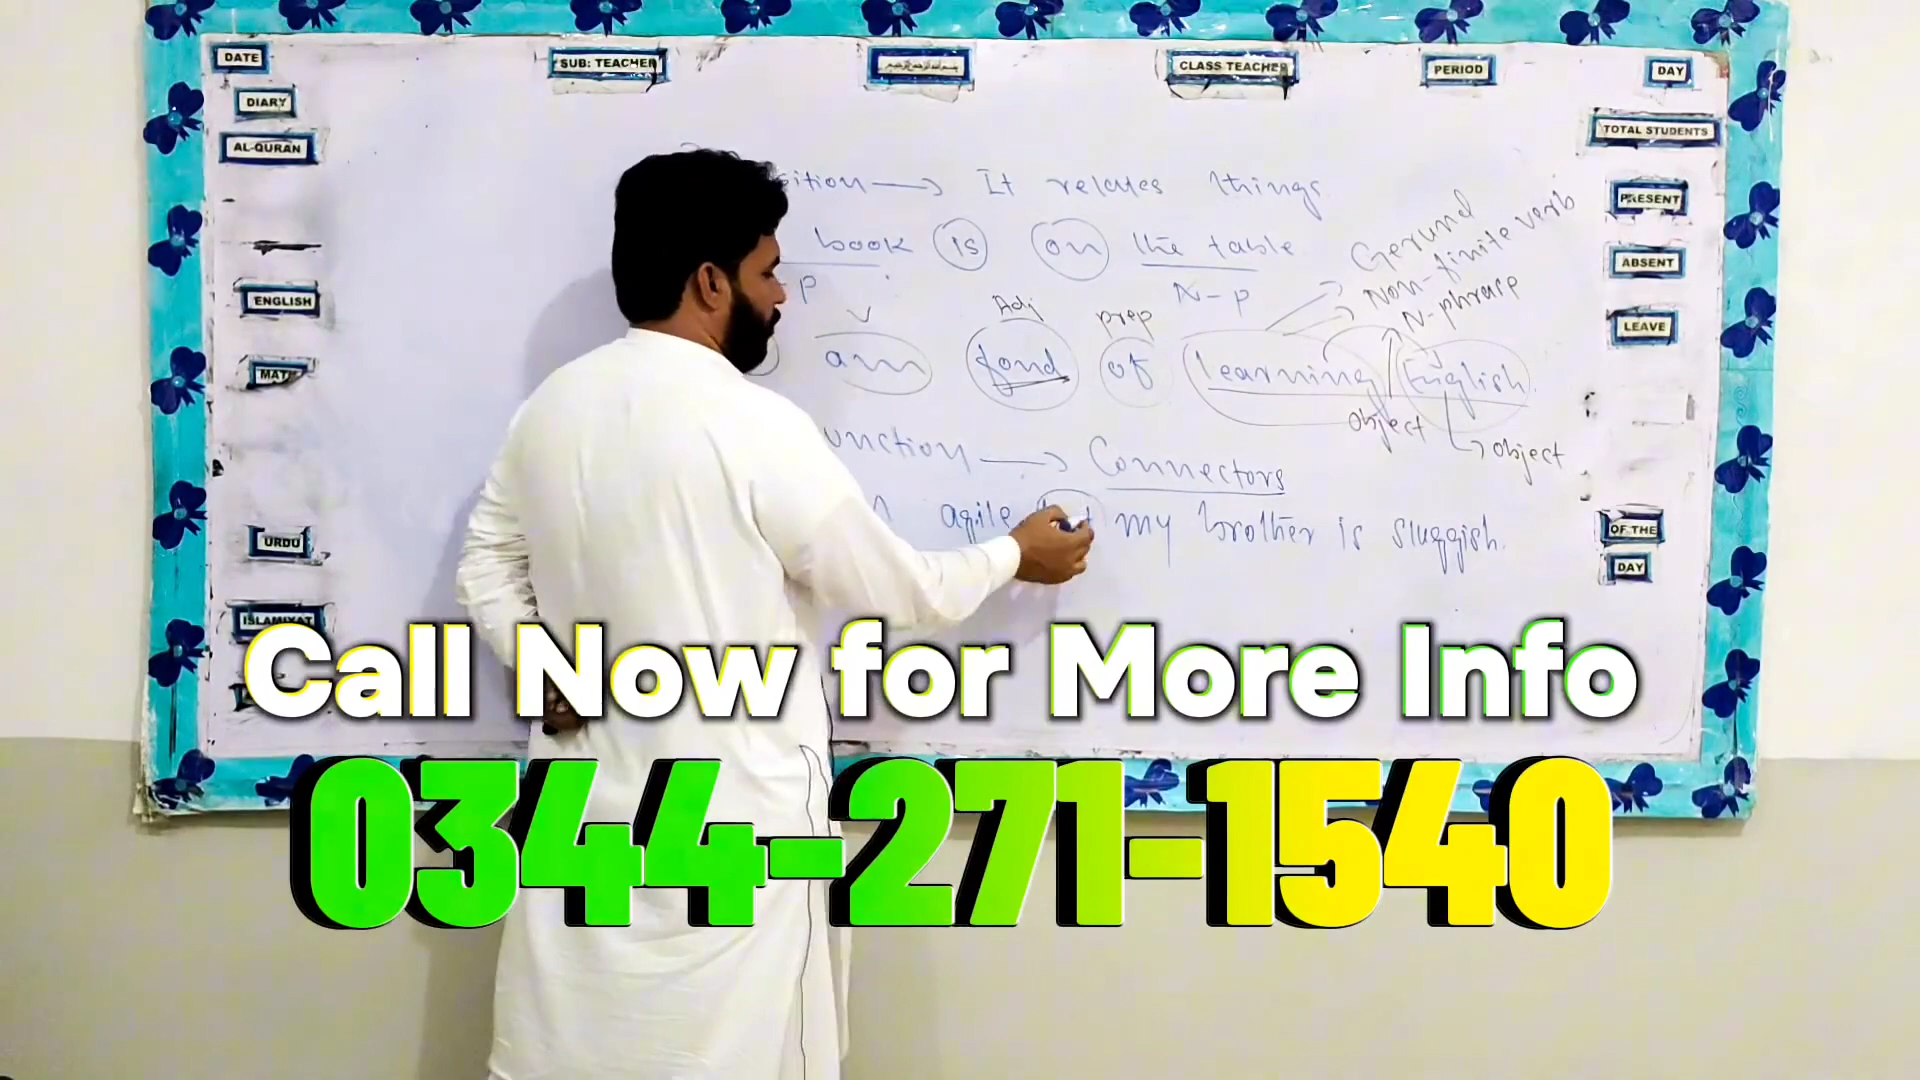 DATE
SUB: TEACHER
CLASS TEACHER
PERIOD
DAY
DIARY
AL-QURAN
ENGLISH
MATH
URDU
ISLAMIYAT
TOTAL STUDENTS
PRESENT
ABSENT
LEAVE
OF THE
DAY
sition → It relates things.
book is on the table
P N-P
Gerund
Non-finite verb
N-phrase
V Adj prep
am fond of learning English.
object
object
unction → Connectors
agile my brother is sluggish.
Call Now for More Info
0344-271-1540